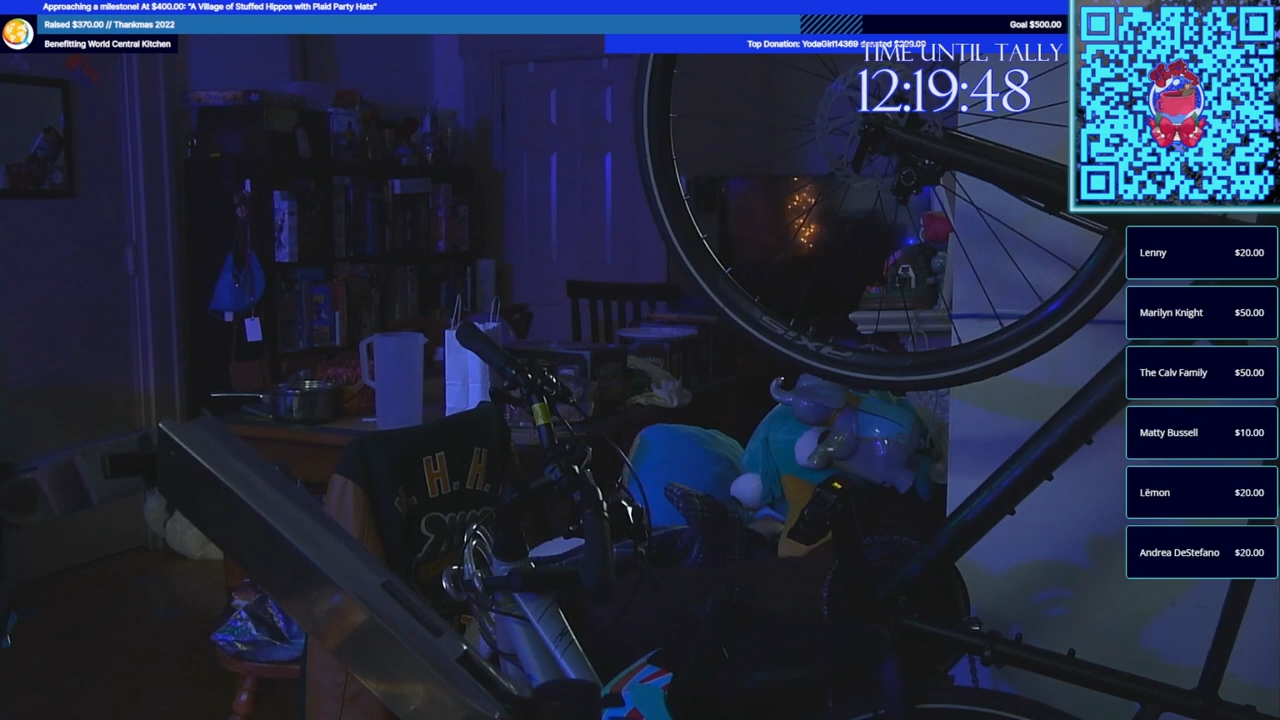 Approaching a milestone! At $400.00: "A Village of Stuffed Hippos with Plaid Party Hats"
Raised $370.00 // Thankmas 2022
Goal $500.00
Benefitting World Central Kitchen
Top Donation: YodaGirl14369 donated $200.00
TIME UNTIL TALLY
12:19:48
Lenny $20.00
Marilyn Knight $50.00
The Calv Family $50.00
Matty Bussell $10.00
Lēmon $20.00
Andrea DeStefano $20.00
H. H.